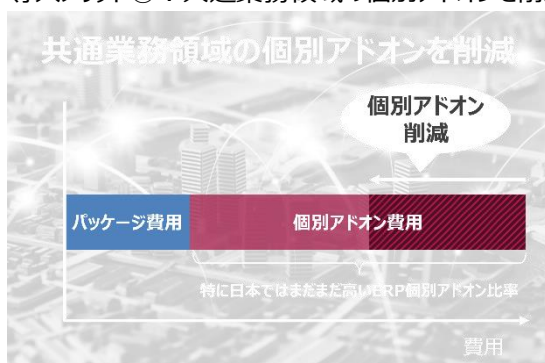 共通業務領域の個別アドオンを削減
個別アドオン
削減
パッケージ費用
個別アドオン費用
特に日本ではまだまだ高いERP個別アドオン比率
費用